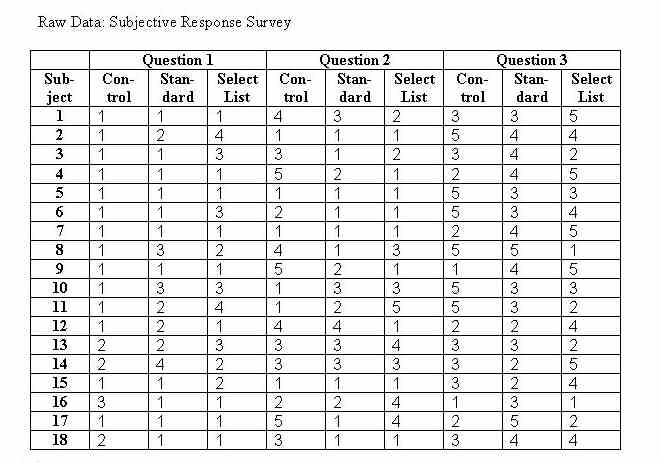 Raw Data: Subjective Response Survey
Question 1 Question 2 Question 3
Sub- Con- Stan- Select Con- Stan- Select Con- Stan- Select
ject trol dard List trol dard List trol dard List
1 1 1 1 4 3 2 3 3 5
2 1 2 4 1 1 1 5 4 4
3 1 1 3 3 1 2 3 4 2
4 1 1 1 5 2 1 2 4 5
5 1 1 1 1 1 1 5 3 3
6 1 1 3 2 1 1 5 3 4
7 1 1 1 1 1 1 2 4 5
8 1 3 2 4 1 3 5 5 1
9 1 1 1 5 2 1 1 4 5
10 1 3 3 1 3 3 5 3 3
11 1 2 4 1 2 5 5 3 2
12 1 2 1 4 4 1 2 2 4
13 2 2 3 3 3 4 3 3 2
14 2 4 2 3 3 3 3 2 5
15 1 1 2 1 1 1 3 2 4
16 3 1 1 2 2 4 1 3 1
17 1 1 1 5 1 4 2 5 2
18 2 1 1 3 1 1 3 4 4